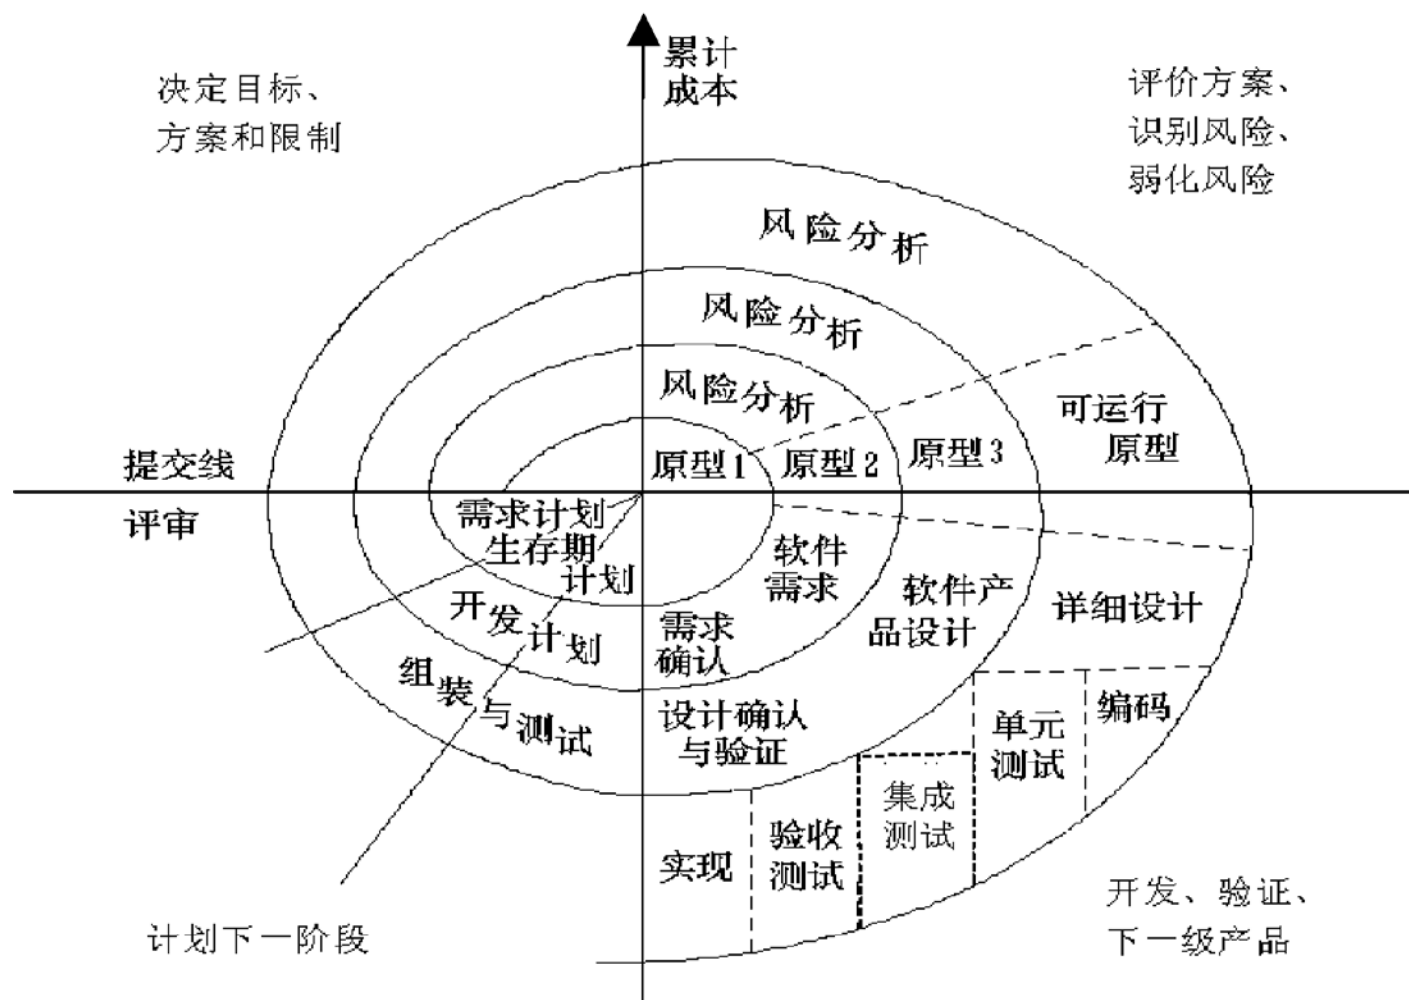 累计
成本
决定目标、
方案和限制
评价方案、
识别风险、
弱化风险
风险分析
风险分析
风险分析
可运行
原型
原型1
原型2
原型3
提交线
评审
需求计划
生存期
计划
软件
需求
开发计划
需求
确认
软件产
品设计
详细设计
组装与测试
设计确认
与验证
单元
测试
编码
集成
测试
验收
测试
实现
计划下一阶段
开发、验证、
下一级产品